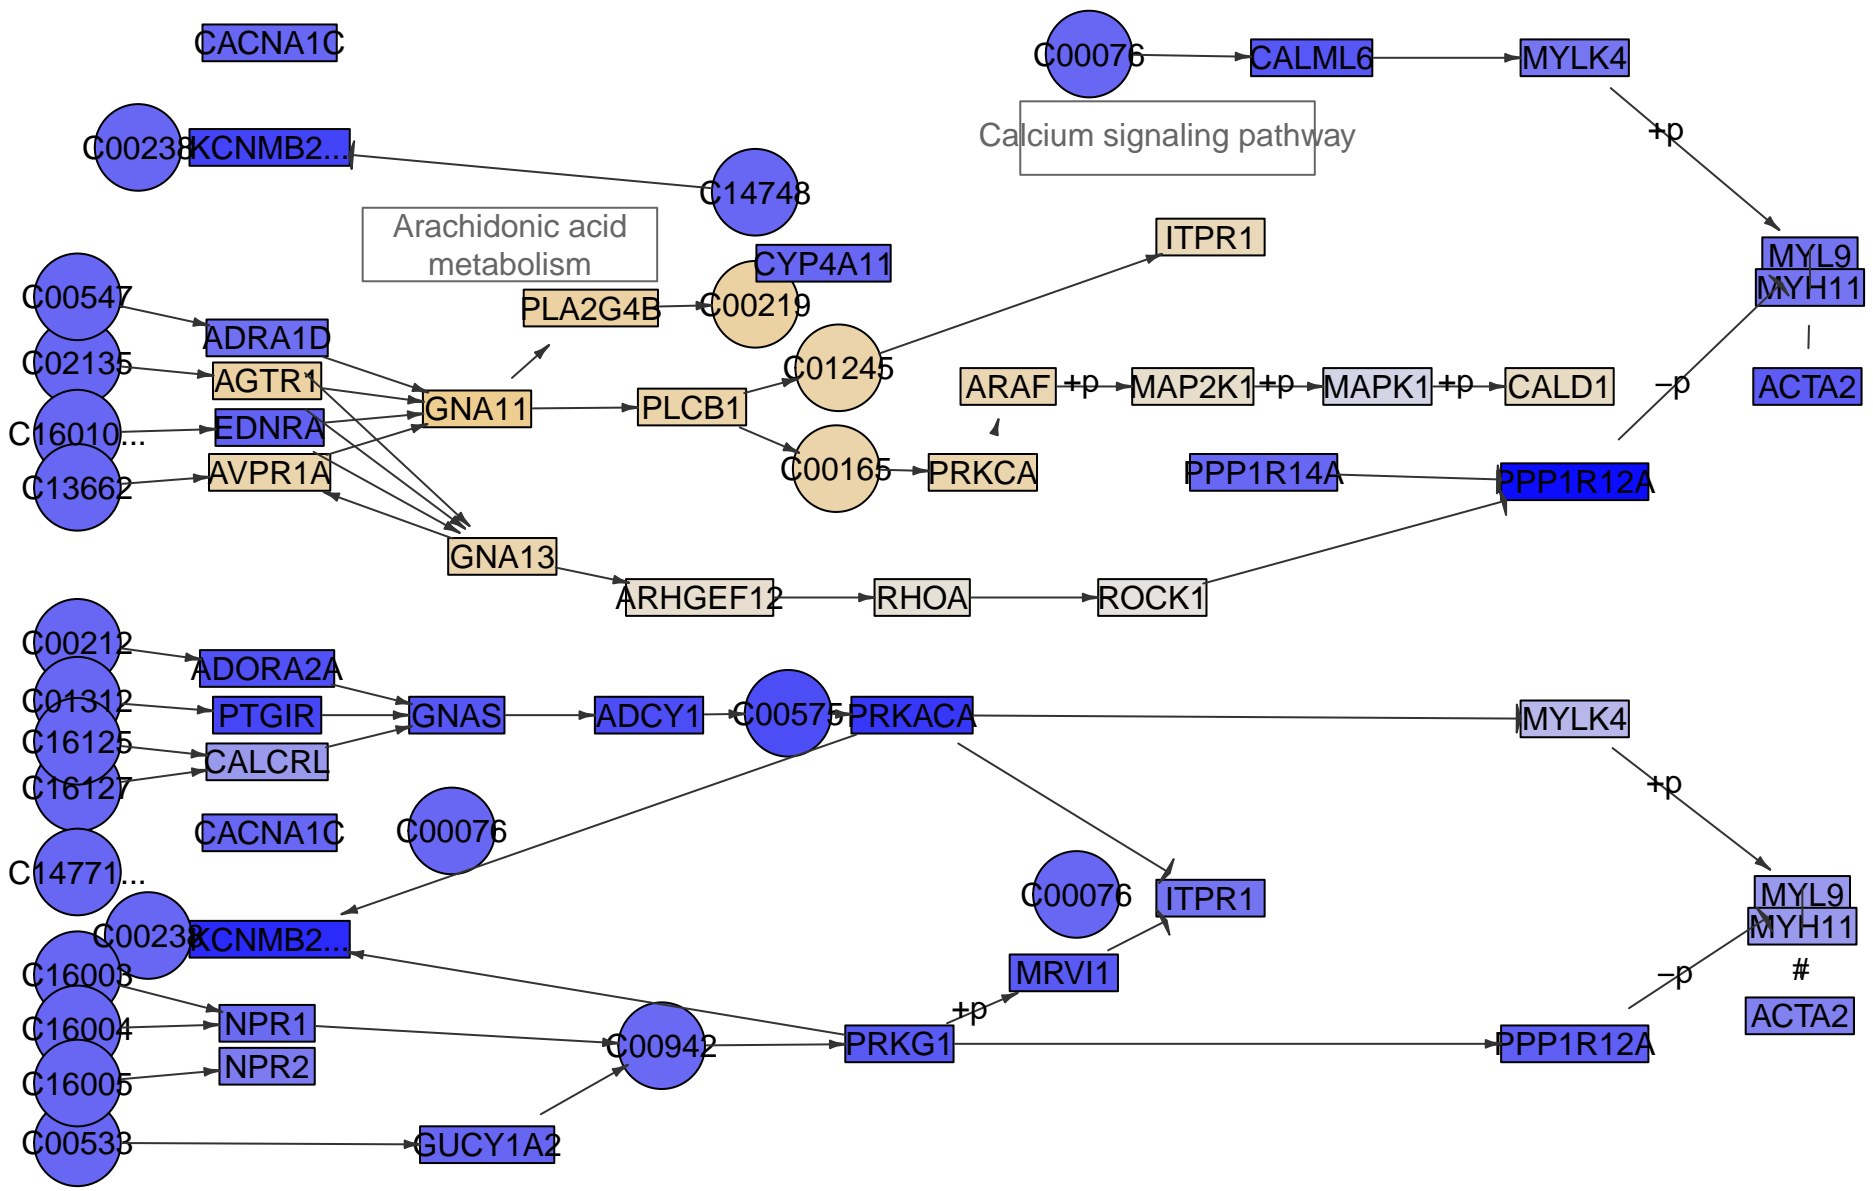 CACNA1C
C00076
CALML6
MYLK4
+p
C00238
KCNMB2...
C14748
Calcium signaling pathway
Arachidonic acid
metabolism
ITPR1
MYL9
MYH11
CYP4A11
C00547
PLA2G4B
C00219
ADRA1D
C02135
AGTR1
C01245
ARAF
+p
MAP2K1
+p
MAPK1
+p
CALD1
–p
ACTA2
GNA11
PLCB1
C16010...
EDNRA
C13662
AVPR1A
C00165
PRKCA
PPP1R14A
PPP1R12A
GNA13
ARHGEF12
RHOA
ROCK1
C00212
ADORA2A
C01312
PTGIR
GNAS
ADCY1
C00575
PRKACA
MYLK4
C16125
CALCRL
C16127
+p
CACNA1C
C00076
C14771...
C00076
ITPR1
MYL9
MYH11
C00238
KCNMB2...
C16003
MRVI1
–p
#
+p
ACTA2
C16004
NPR1
C00942
PRKG1
PPP1R12A
NPR2
C16005
C00533
GUCY1A2